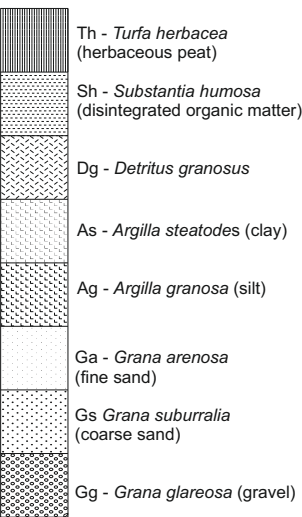 Th - Turfa herbacea
(herbaceous peat)
Sh - Substantia humosa
(disintegrated organic matter)
Dg - Detritus granosus
As - Argilla steatodes (clay)
Ag - Argilla granosa (silt)
Ga - Grana arenosa
(fine sand)
Gs Grana suburralia
(coarse sand)
Gg - Grana glareosa (gravel)